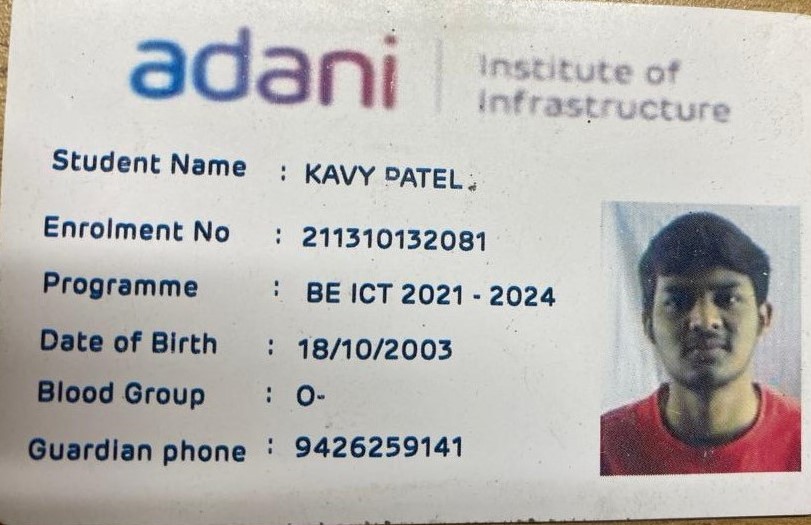 adani
Institute of
Infrastructure
Student Name : KAVY PATEL
Enrolment No : 211310132081
Programme : BE ICT 2021 - 2024
Date of Birth : 18/10/2003
Blood Group : O-
Guardian phone : 9426259141